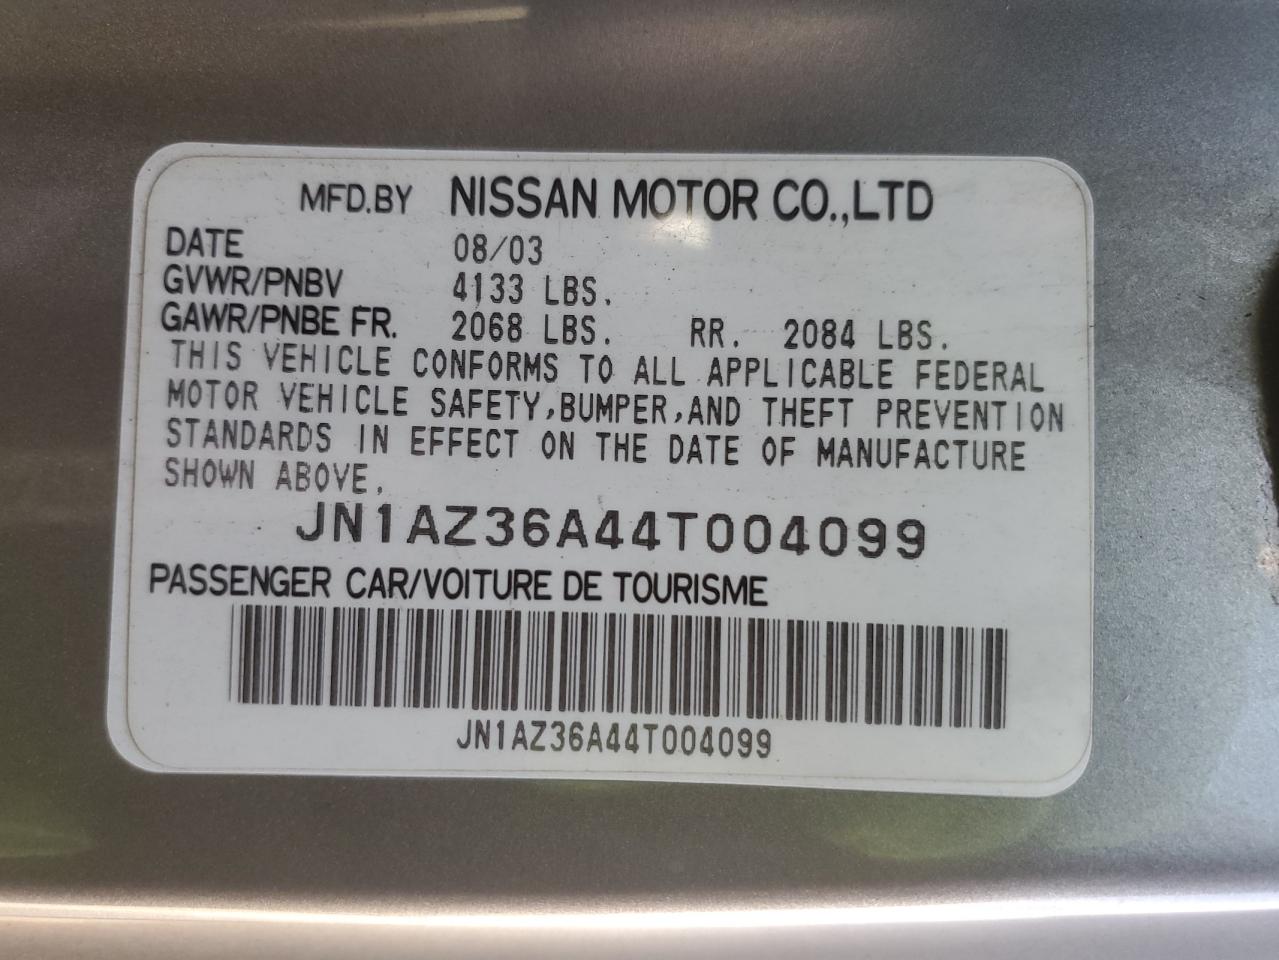 MFD.BY NISSAN MOTOR CO.,LTD
DATE 08/03
GVWR/PNBV 4133 LBS.
GAWR/PNBE FR. 2068 LBS. RR. 2084 LBS.
THIS VEHICLE CONFORMS TO ALL APPLICABLE FEDERAL
MOTOR VEHICLE SAFETY,BUMPER,AND THEFT PREVENTION
STANDARDS IN EFFECT ON THE DATE OF MANUFACTURE
SHOWN ABOVE.
JN1AZ36A44T004099
PASSENGER CAR/VOITURE DE TOURISME
JN1AZ36A44T004099